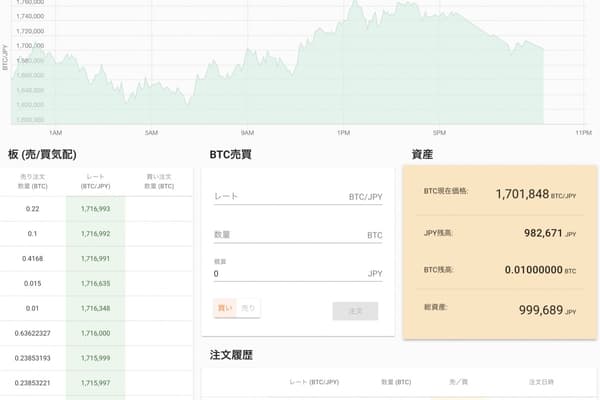 1,760,000
1,740,000
1,720,000
1,700,000
1,680,000
1,660,000
1,640,000
1,620,000
1,600,000
BTC/JPY
1AM
5AM
9AM
1PM
5PM
11PM
板 (売/買気配)
売り注文
数量 (BTC)
レート
(BTC/JPY)
買い注文
数量 (BTC)
0.22 1,716,993
0.1 1,716,992
0.4168 1,716,991
0.015 1,716,635
0.01 1,716,348
0.63622327 1,716,000
0.23853193 1,715,999
0.23853221 1,715,997
BTC売買
レート BTC/JPY
数量 BTC
概算
0 JPY
買い 売り 注文
資産
BTC現在価格: 1,701,848 BTC/JPY
JPY残高: 982,671 JPY
BTC残高: 0.01000000 BTC
総資産: 999,689 JPY
注文履歴
レート (BTC/JPY) 数量 (BTC) 売／買 注文日時